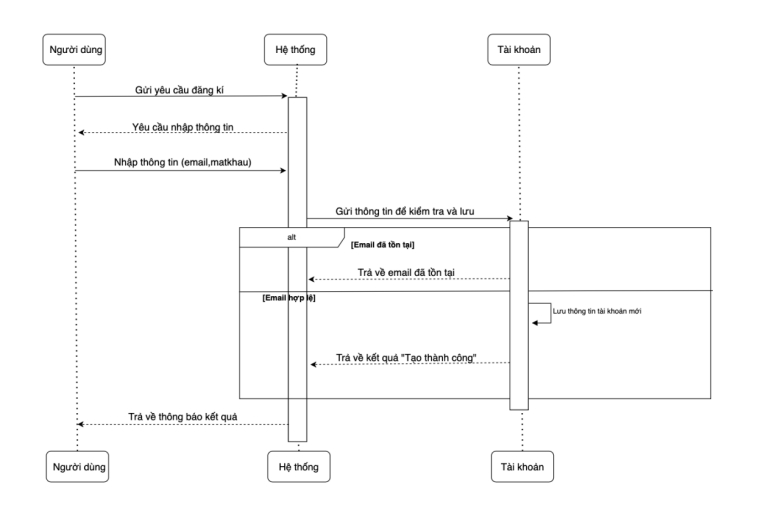 Người dùng
Hệ thống
Tài khoản
Gửi yêu cầu đăng kí
Yêu cầu nhập thông tin
Nhập thông tin (email,matkhau)
Gửi thông tin để kiểm tra và lưu
alt
[Email đã tồn tại]
Trả về email đã tồn tại
[Email hợp lệ]
Lưu thông tin tài khoản mới
Trả về kết quả "Tạo thành công"
Trả về thông báo kết quả
Người dùng
Hệ thống
Tài khoản